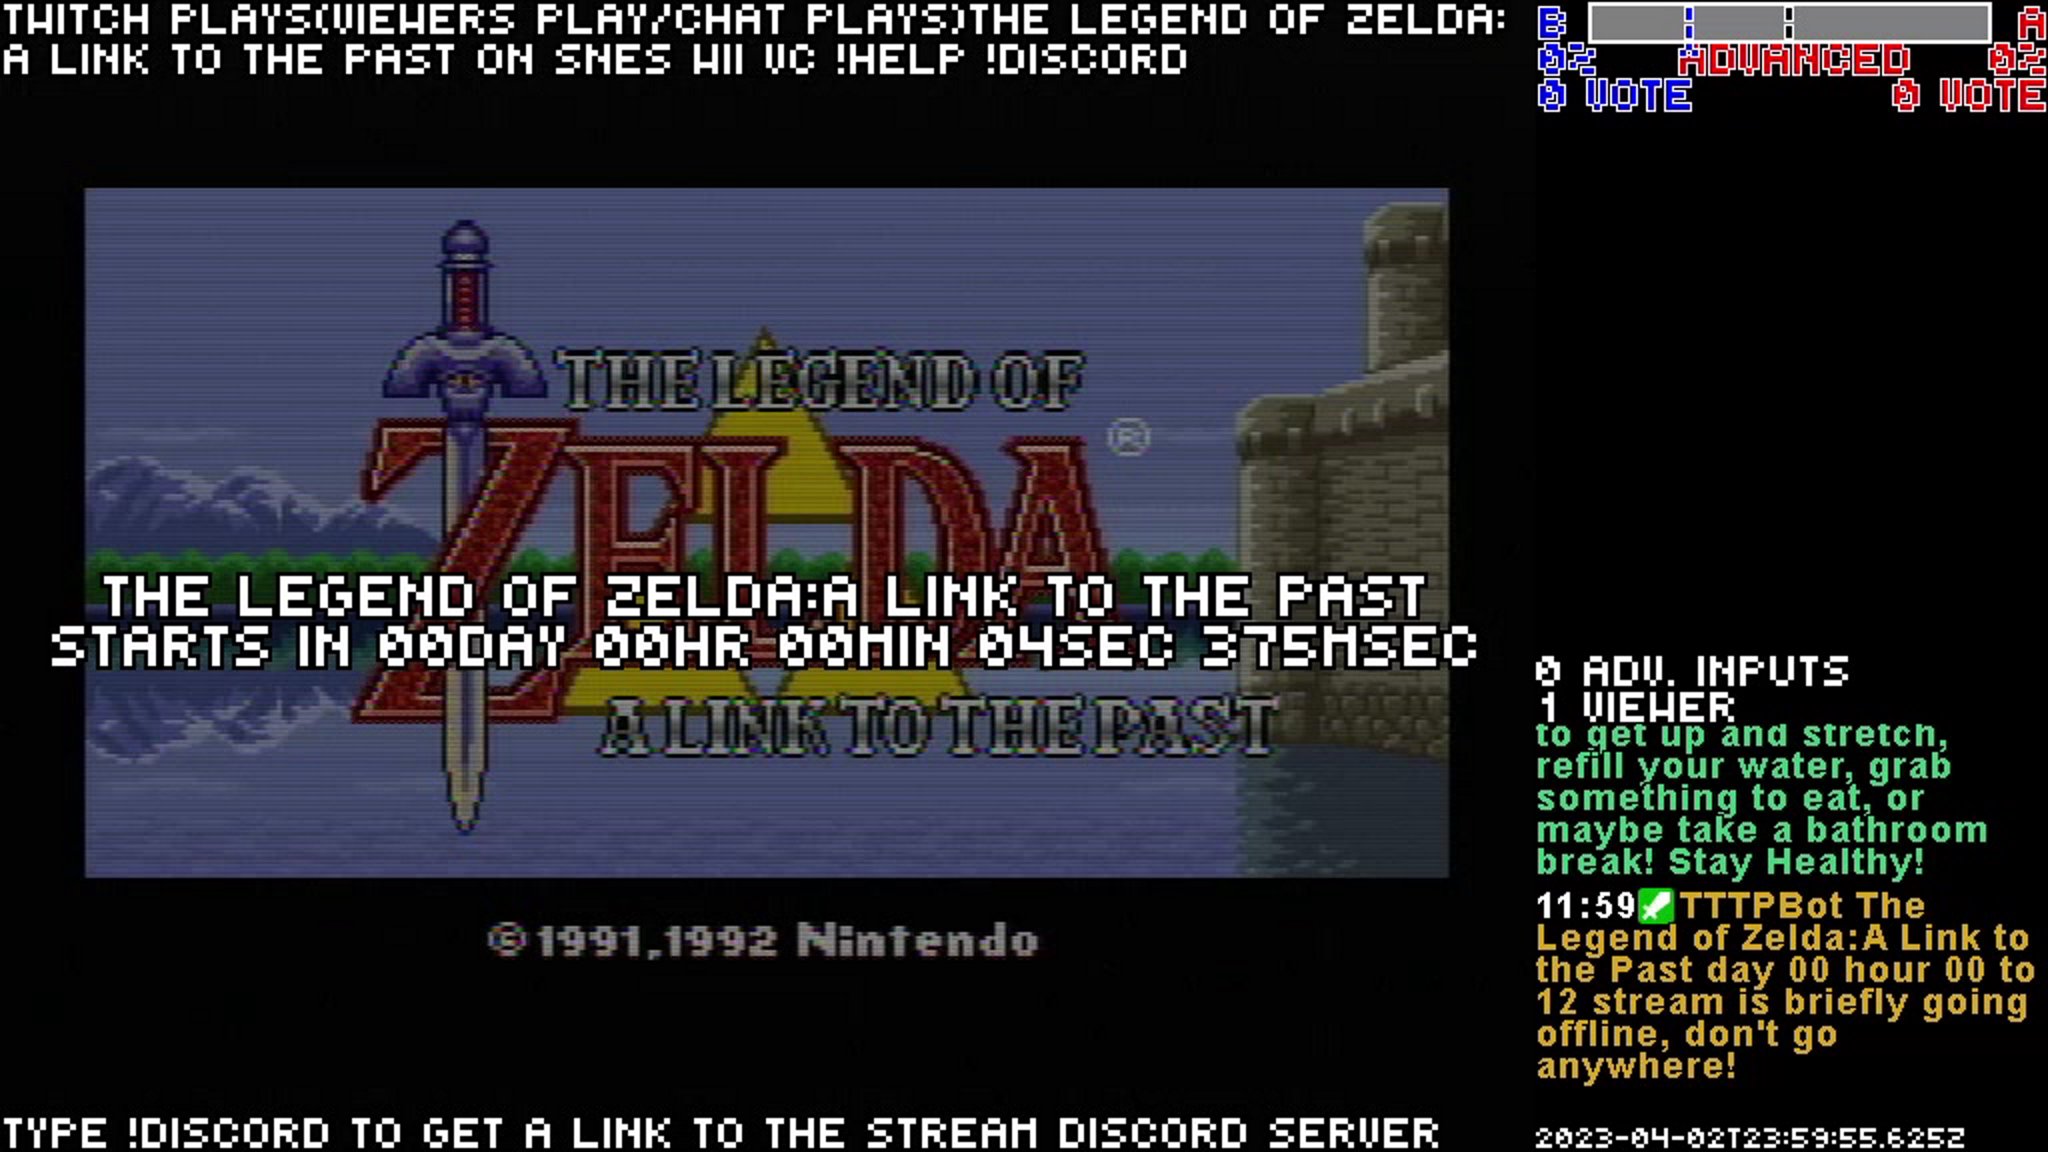 TWITCH PLAYS(VIEWERS PLAY/CHAT PLAYS)THE LEGEND OF ZELDA:
A LINK TO THE PAST ON SNES WII VC !HELP !DISCORD
B A
0% ADVANCED 0%
0 VOTE 0 VOTE
THE LEGEND OF
ZELDA®
A LINK TO THE PAST
THE LEGEND OF ZELDA:A LINK TO THE PAST
STARTS IN 00DAY 00HR 00MIN 04SEC 375MSEC
©1991,1992 Nintendo
0 ADV. INPUTS
1 VIEWER
to get up and stretch,
refill your water, grab
something to eat, or
maybe take a bathroom
break! Stay Healthy!
11:59 TTTPBot The
Legend of Zelda:A Link to
the Past day 00 hour 00 to
12 stream is briefly going
offline, don't go
anywhere!
TYPE !DISCORD TO GET A LINK TO THE STREAM DISCORD SERVER
2023-04-02T23:59:55.625Z